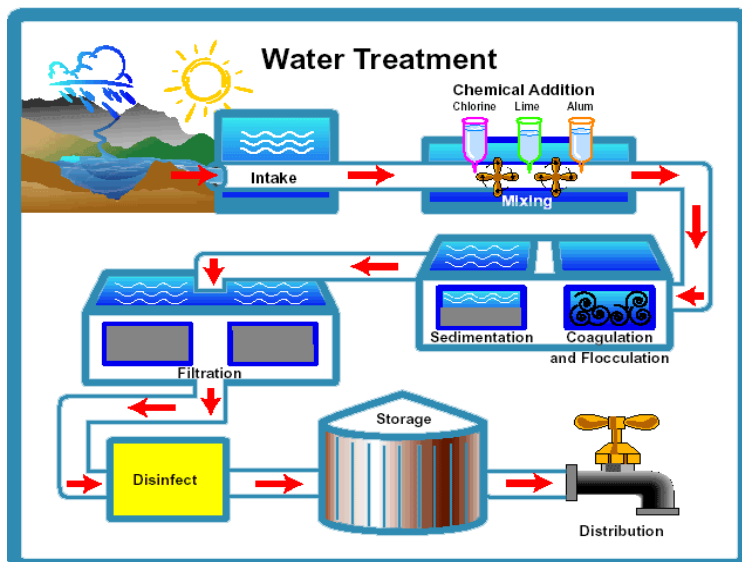 Water Treatment
Chemical Addition
Chlorine Lime Alum
Intake
Mixing
Sedimentation
Coagulation
and Flocculation
Filtration
Disinfect
Storage
Distribution